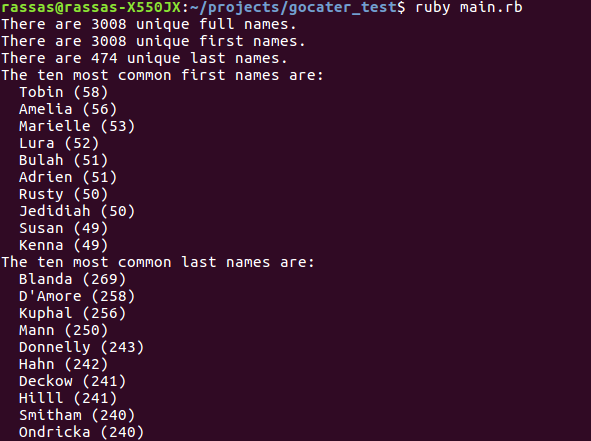 rassas@rassas-X550JX:~/projects/gocater_test$ ruby main.rb
There are 3008 unique full names.
There are 3008 unique first names.
There are 474 unique last names.
The ten most common first names are:
  Tobin (58)
  Amelia (56)
  Marielle (53)
  Lura (52)
  Bulah (51)
  Adrien (51)
  Rusty (50)
  Jedidiah (50)
  Susan (49)
  Kenna (49)
The ten most common last names are:
  Blanda (269)
  D'Amore (258)
  Kuphal (256)
  Mann (250)
  Donnelly (243)
  Hahn (242)
  Deckow (241)
  Hilll (241)
  Smitham (240)
  Ondricka (240)